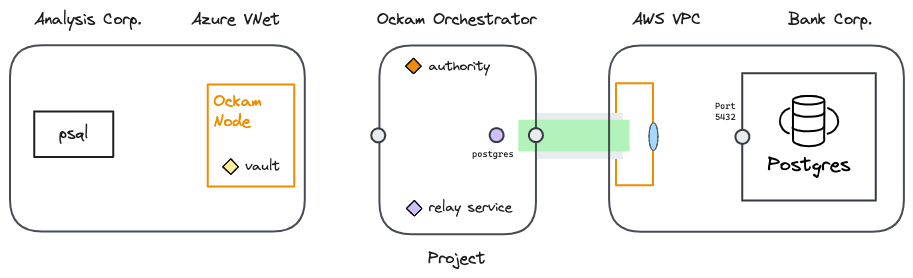 Analysis Corp.
Azure VNet
Ockam Orchestrator
AWS VPC
Bank Corp.
authority
Ockam
Node
psql
vault
postgres
Port
5432
Postgres
relay service
Project